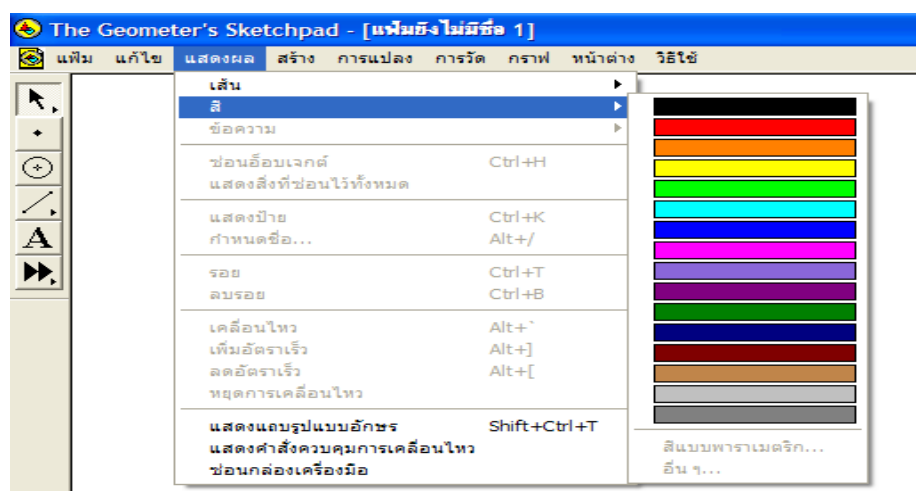 The Geometer's Sketchpad - [แฟ้มยังไม่มีชื่อ 1]
แฟ้ม แก้ไข แสดงผล สร้าง การแปลง การวัด กราฟ หน้าต่าง วิธีใช้
เส้น
สี
ข้อความ
ซ่อนอ็อบเจกต์ Ctrl+H
แสดงสิ่งที่ซ่อนไว้ทั้งหมด
แสดงป้าย Ctrl+K
กำหนดชื่อ... Alt+/
รอย Ctrl+T
ลบรอย Ctrl+B
เคลื่อนไหว Alt+`
เพิ่มอัตราเร็ว Alt+]
ลดอัตราเร็ว Alt+[
หยุดการเคลื่อนไหว
แสดงแถบรูปแบบอักษร Shift+Ctrl+T
แสดงคำสั่งควบคุมการเคลื่อนไหว
ซ่อนกล่องเครื่องมือ
สีแบบพาราเมตริก...
อื่น ๆ...
A